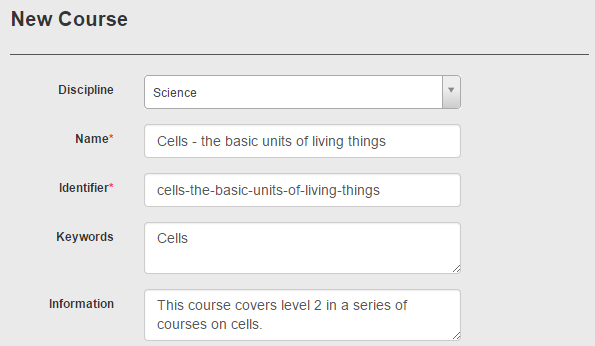 New Course
Discipline
Science
Name*
Cells - the basic units of living things
Identifier*
cells-the-basic-units-of-living-things
Keywords
Cells
Information
This course covers level 2 in a series of
courses on cells.